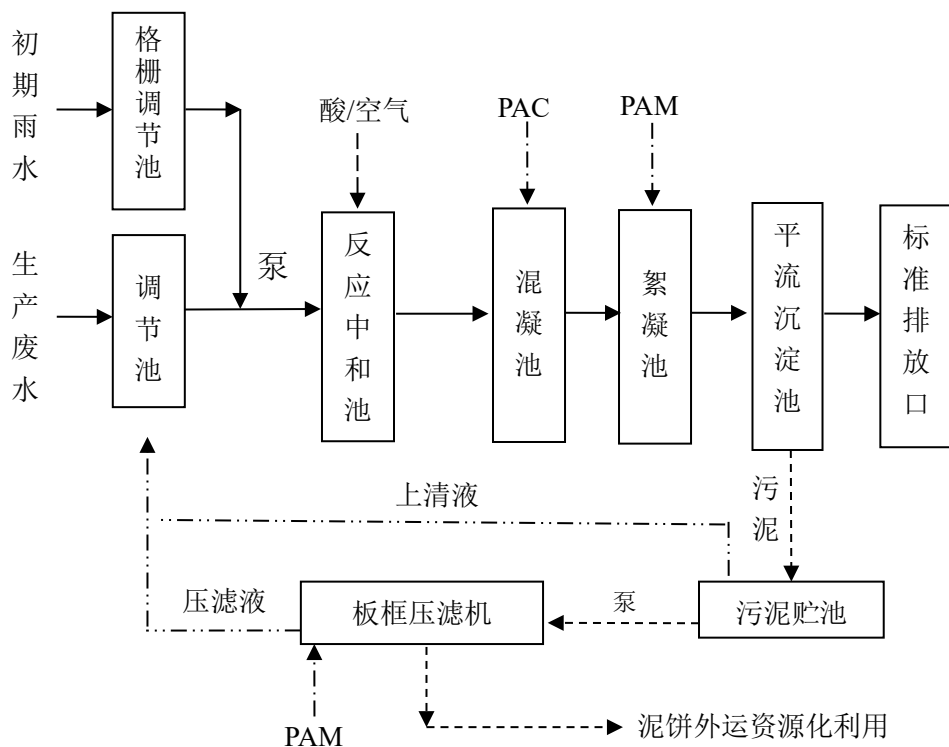 初期雨水
格栅调节池
酸/空气
PAC
PAM
生产废水
调节池
泵
反应中和池
混凝池
絮凝池
平流沉淀池
标准排放口
上清液
污泥
压滤液
板框压滤机
泵
污泥贮池
PAM
泥饼外运资源化利用